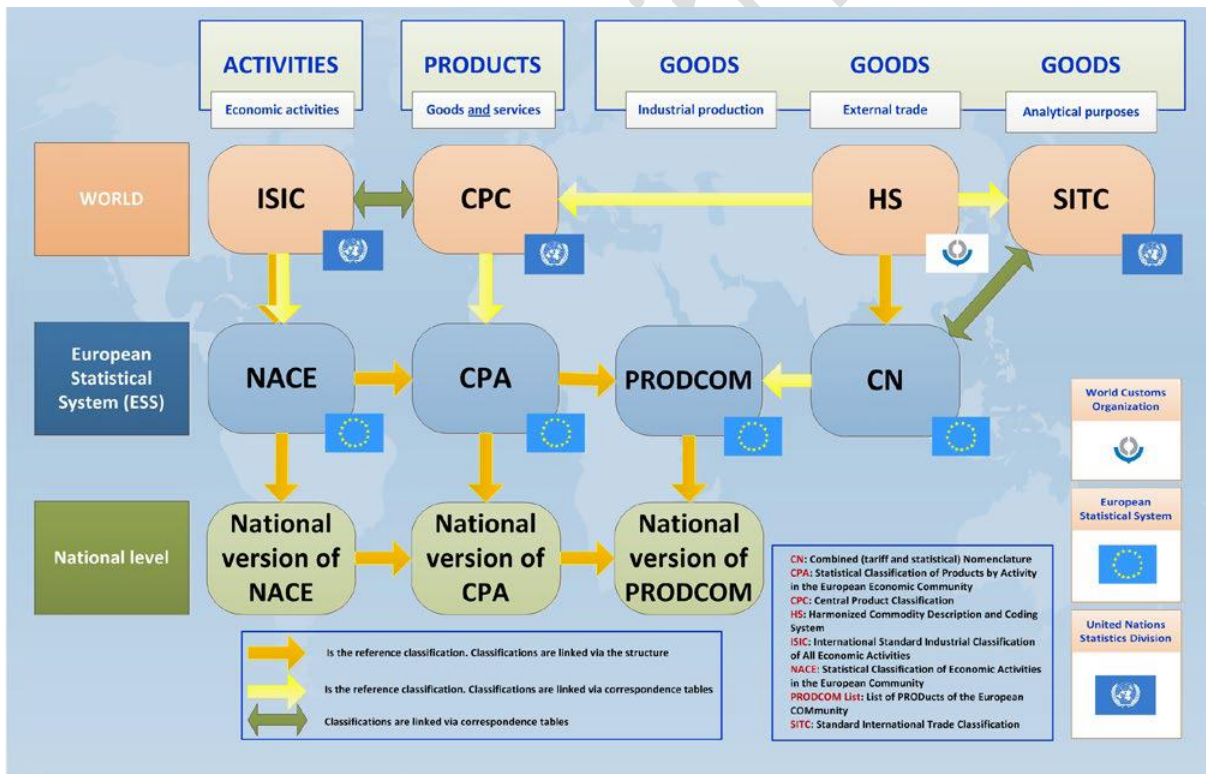 ACTIVITIES
Economic activities
PRODUCTS
Goods and services
GOODS
Industrial production
GOODS
External trade
GOODS
Analytical purposes
WORLD
ISIC
CPC
HS
SITC
European
Statistical
System (ESS)
NACE
CPA
PRODCOM
CN
National level
National
version of
NACE
National
version of
CPA
National
version of
PRODCOM
World Customs
Organization
European
Statistical System
United Nations
Statistics Division
Is the reference classification. Classifications are linked via the structure
Is the reference classification. Classifications are linked via correspondence tables
Classifications are linked via correspondence tables
CN: Combined (tariff and statistical) Nomenclature
CPA: Statistical Classification of Products by Activity
in the European Economic Community
CPC: Central Product Classification
HS: Harmonized Commodity Description and Coding
System
ISIC: International Standard Industrial Classification
of All Economic Activities
NACE: Statistical Classification of Economic Activities
in the European Community
PRODCOM List: List of PRODucts of the European
COMmunity
SITC: Standard International Trade Classification